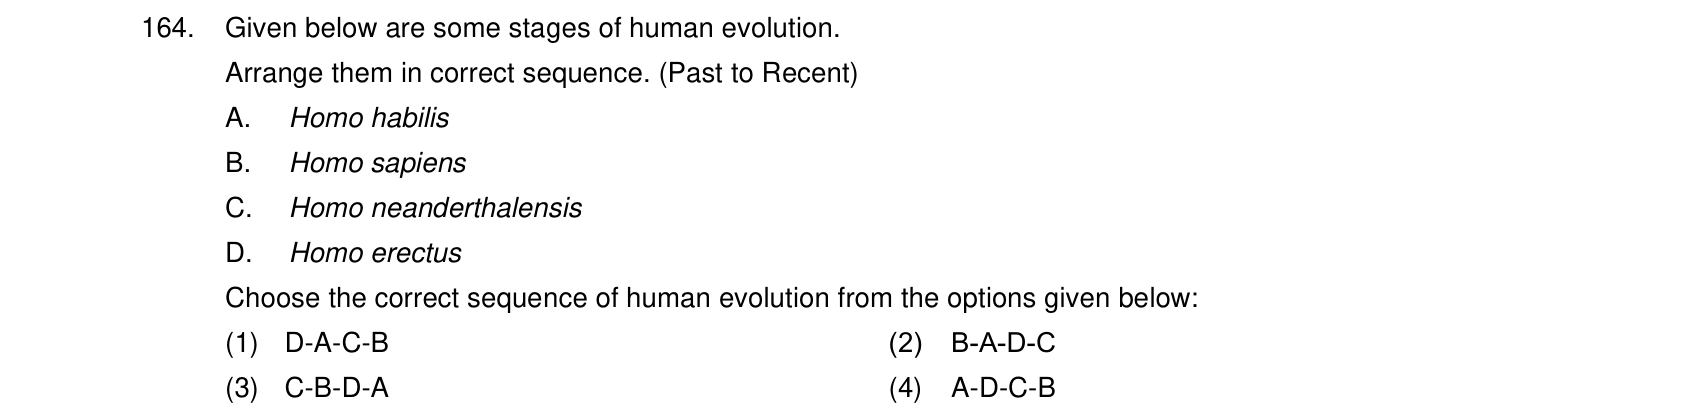 164. Given below are some stages of human evolution.
Arrange them in correct sequence. (Past to Recent)
A. Homo habilis
B. Homo sapiens
C. Homo neanderthalensis
D. Homo erectus
Choose the correct sequence of human evolution from the options given below:
(1) D-A-C-B (2) B-A-D-C
(3) C-B-D-A (4) A-D-C-B